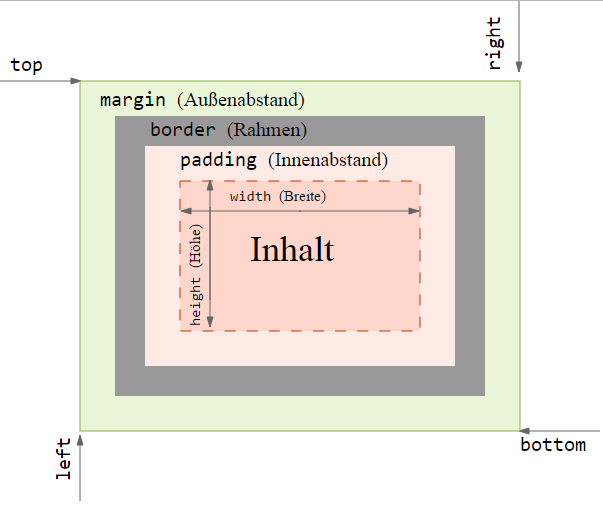 right
top
margin (Außenabstand)
border (Rahmen)
padding (Innenabstand)
width (Breite)
height (Höhe)
Inhalt
left
bottom